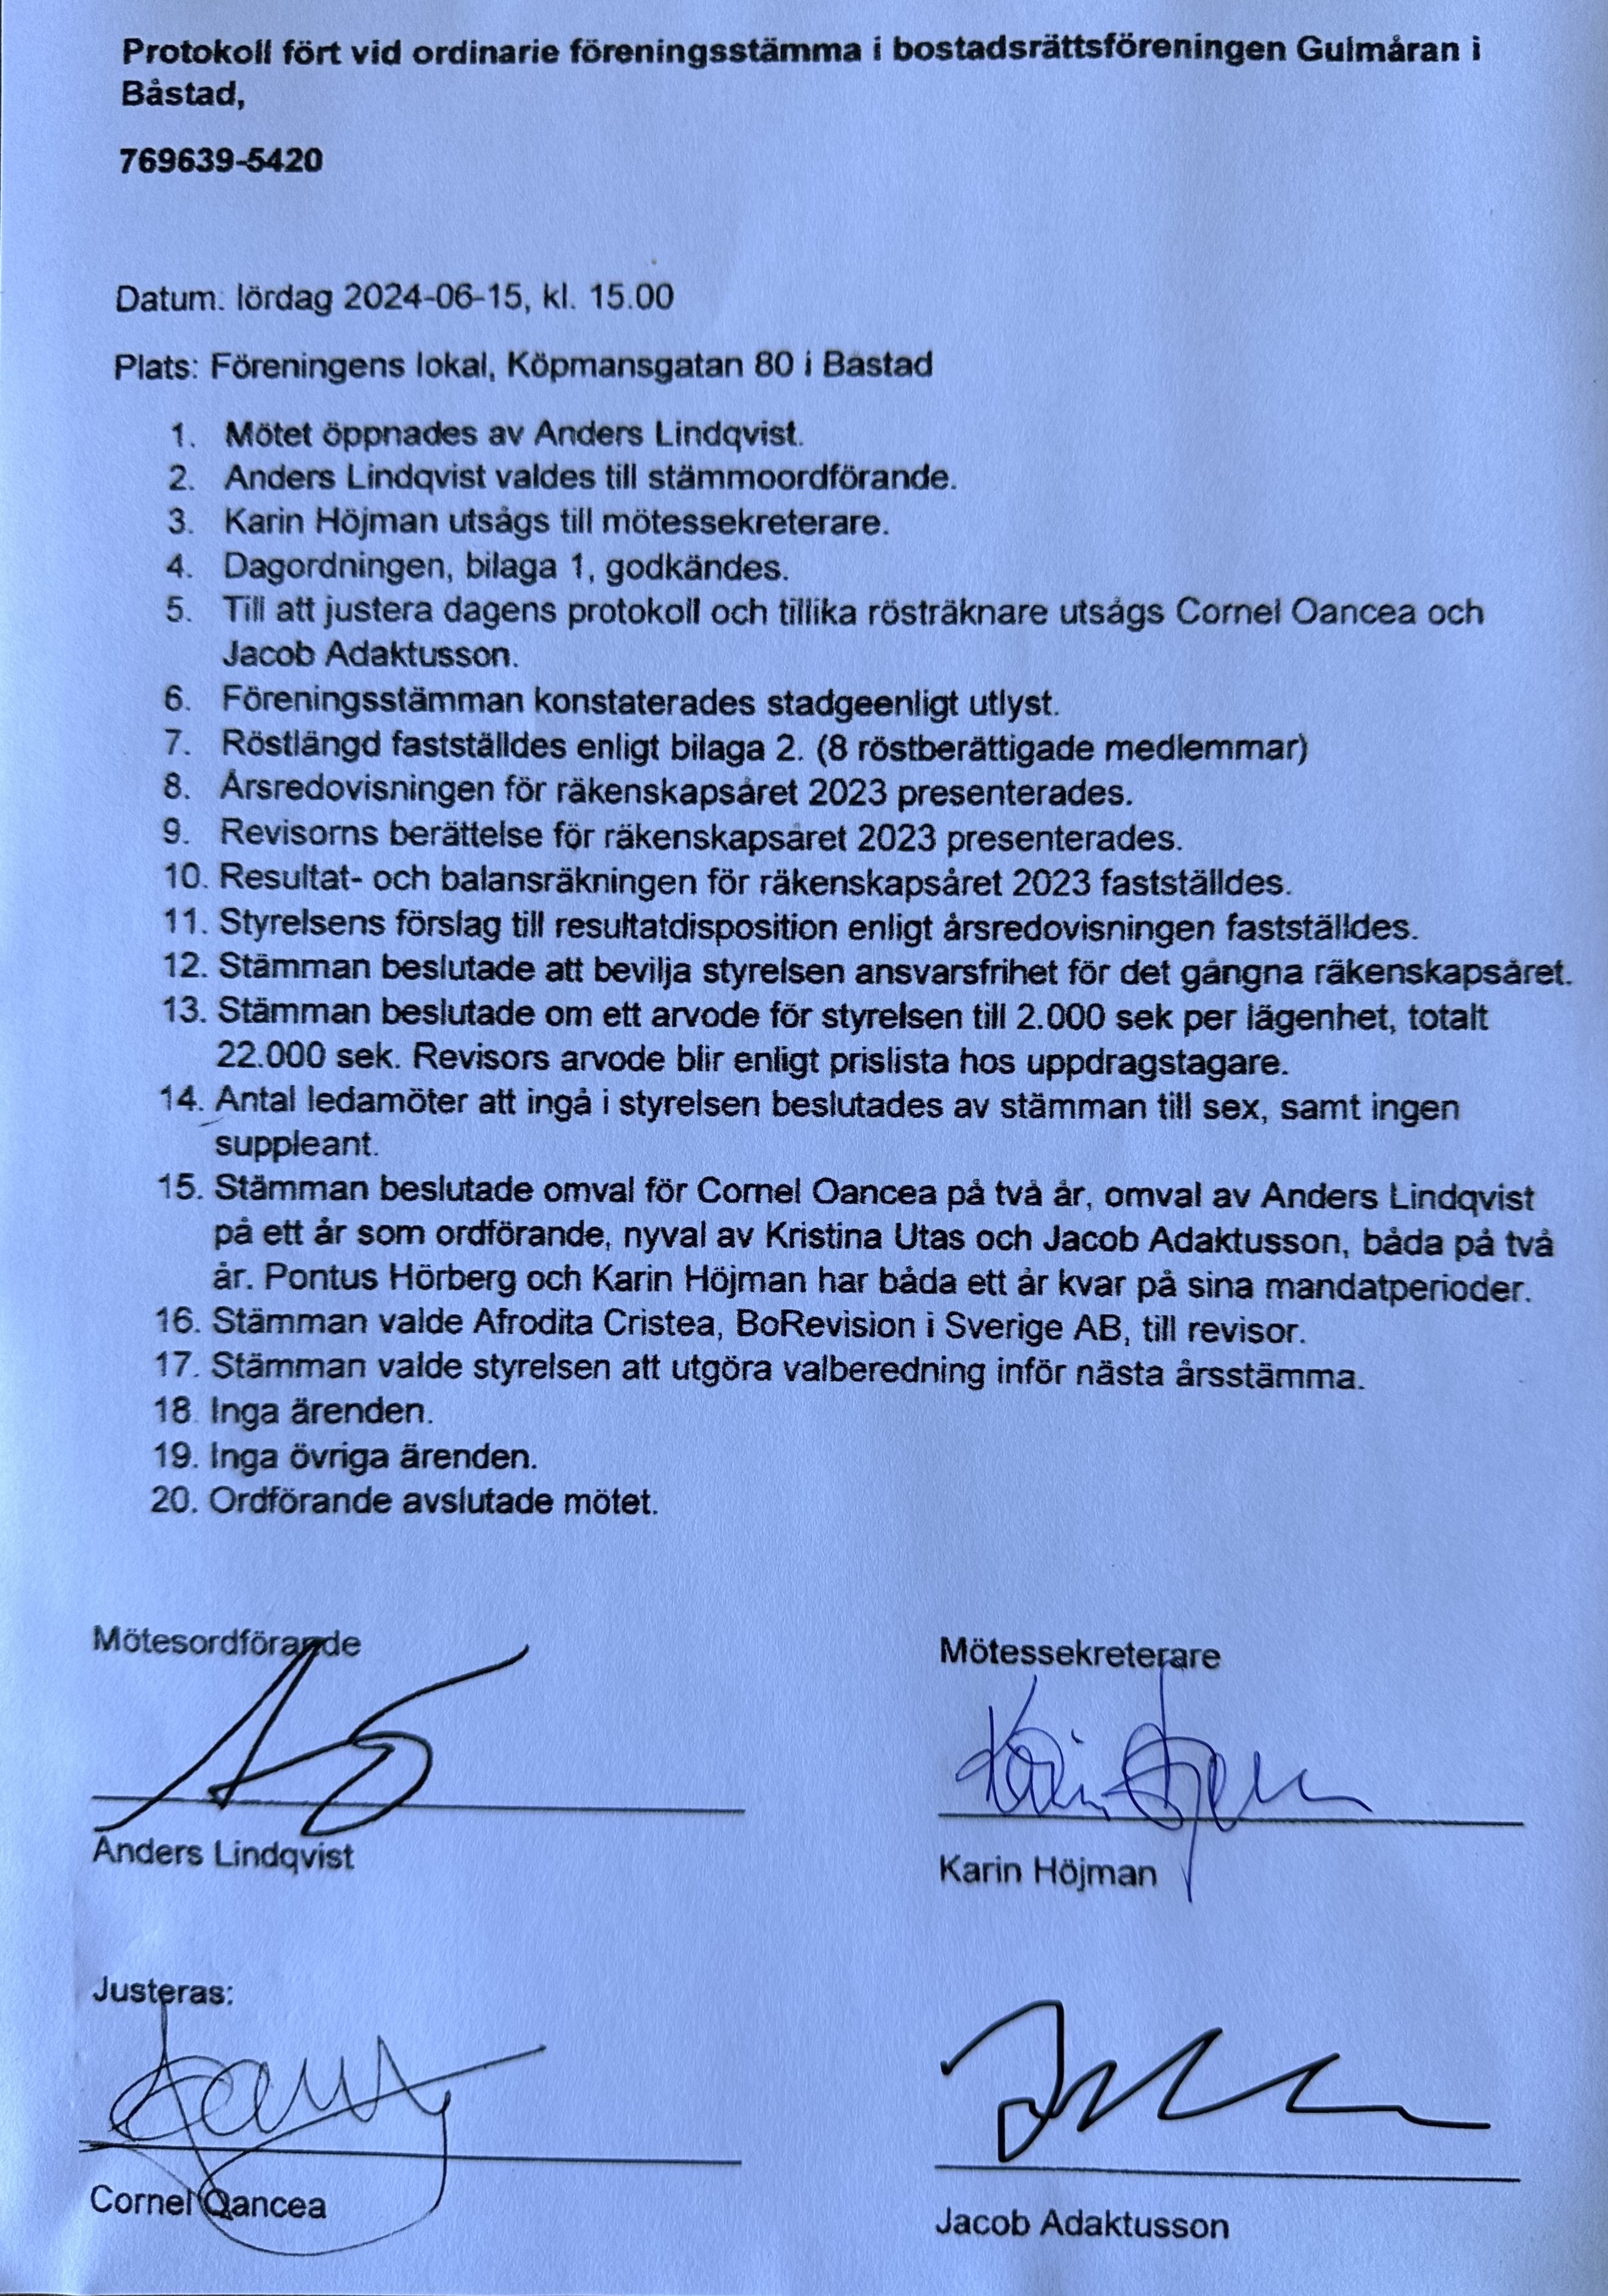 Protokoll fört vid ordinarie föreningsstämma i bostadsrättsföreningen Gulmåran i
Båstad,
769639-5420
Datum: lördag 2024-06-15, kl. 15.00
Plats: Föreningens lokal, Köpmansgatan 80 i Båstad
1. Mötet öppnades av Anders Lindqvist.
2. Anders Lindqvist valdes till stämmoordförande.
3. Karin Höjman utsågs till mötessekreterare.
4. Dagordningen, bilaga 1, godkändes.
5. Till att justera dagens protokoll och tillika rösträknare utsågs Cornel Oancea och
Jacob Adaktusson.
6. Föreningsstämman konstaterades stadgeenligt utlyst.
7. Röstlängd fastställdes enligt bilaga 2. (8 röstberättigade medlemmar)
8. Årsredovisningen för räkenskapsåret 2023 presenterades.
9. Revisorns berättelse för räkenskapsåret 2023 presenterades.
10. Resultat- och balansräkningen för räkenskapsåret 2023 fastställdes.
11. Styrelsens förslag till resultatdisposition enligt årsredovisningen fastställdes.
12. Stämman beslutade att bevilja styrelsen ansvarsfrihet för det gångna räkenskapsåret.
13. Stämman beslutade om ett arvode för styrelsen till 2.000 sek per lägenhet, totalt
22.000 sek. Revisors arvode blir enligt prislista hos uppdragstagare.
14. Antal ledamöter att ingå i styrelsen beslutades av stämman till sex, samt ingen
suppleant.
15. Stämman beslutade omval för Cornel Oancea på två år, omval av Anders Lindqvist
på ett år som ordförande, nyval av Kristina Utas och Jacob Adaktusson, båda på två
år. Pontus Hörberg och Karin Höjman har båda ett år kvar på sina mandatperioder.
16. Stämman valde Afrodita Cristea, BoRevision i Sverige AB, till revisor.
17. Stämman valde styrelsen att utgöra valberedning inför nästa årsstämma.
18. Inga ärenden.
19. Inga övriga ärenden.
20. Ordförande avslutade mötet.
Mötesordförande
Mötessekreterare
Anders Lindqvist
Karin Höjman
Justeras:
Cornel Oancea
Jacob Adaktusson